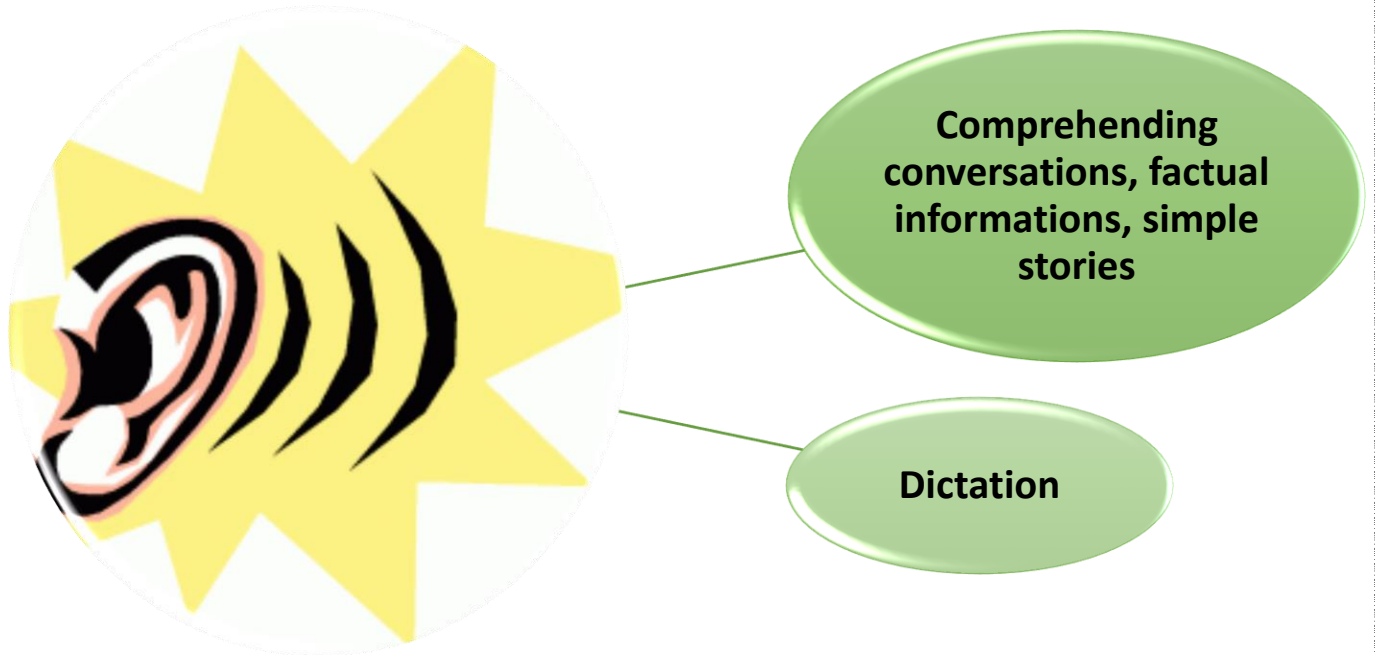 Comprehending
conversations, factual
informations, simple
stories
Dictation